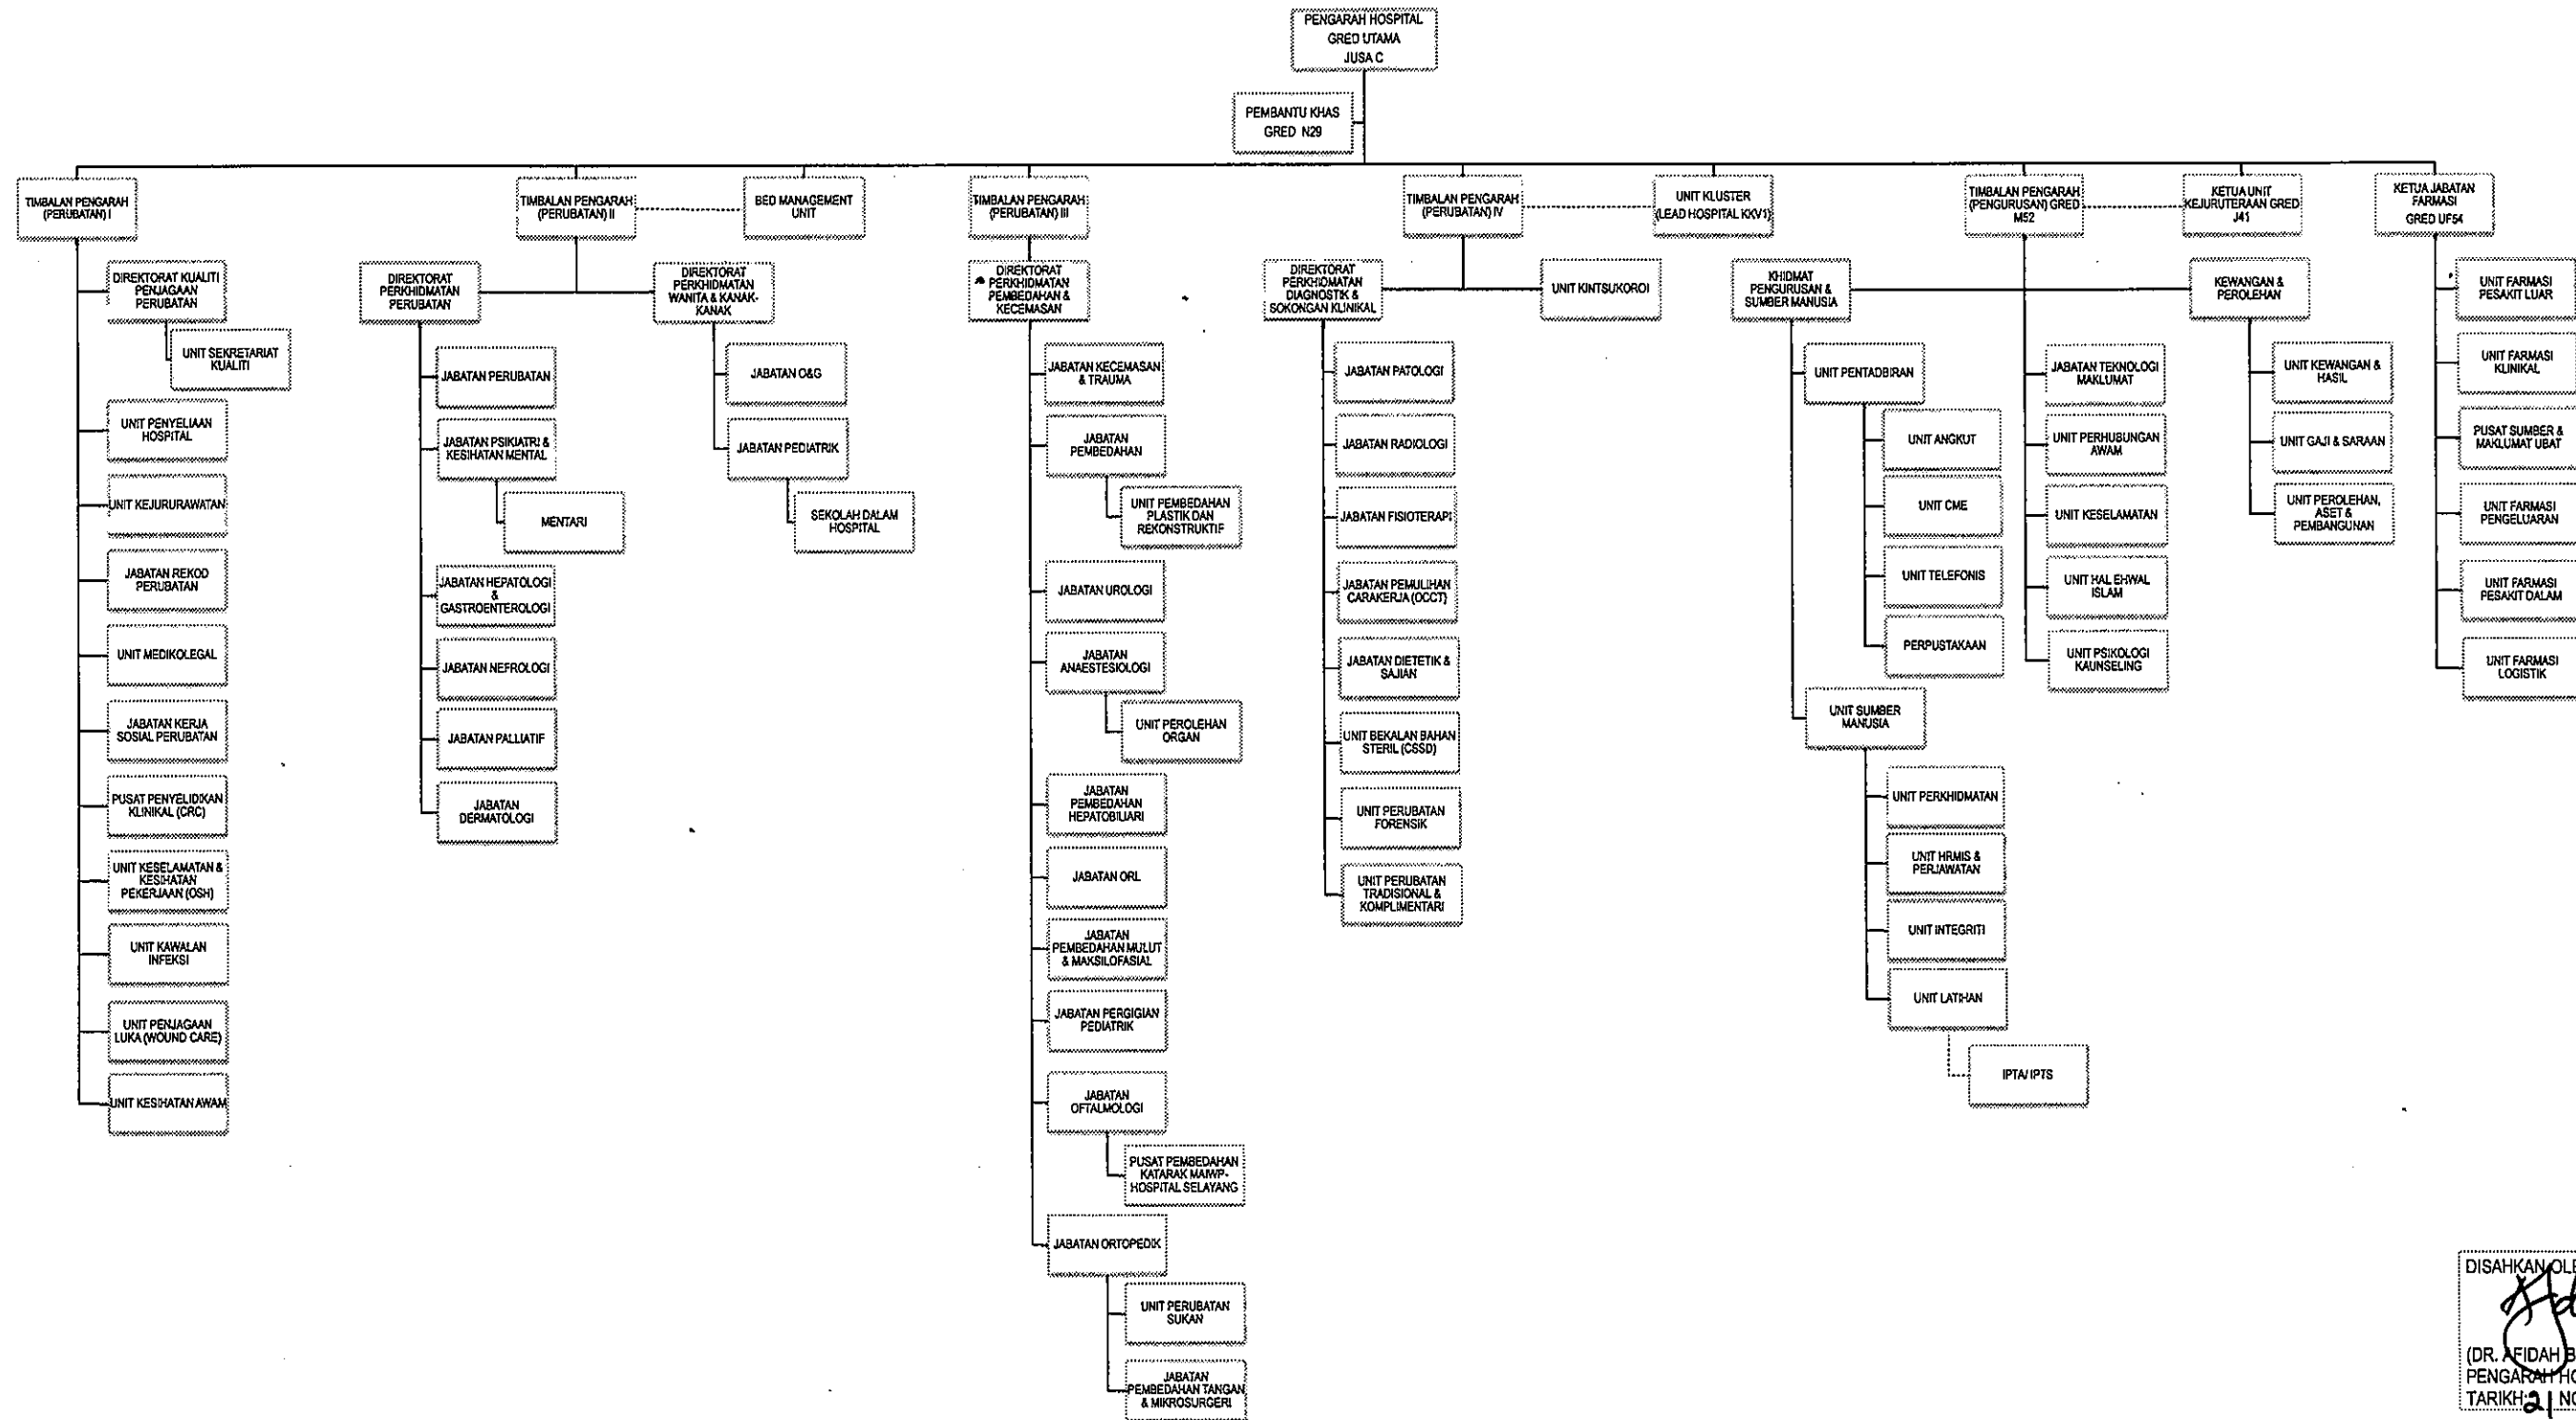 PENGARAH HOSPITAL
GRED UTAMA
JUSA C
PEMBANTU KHAS
GRED N29
TIMBALAN PENGARAH
(PERUBATAN) I
DIREKTORAT KUALITI
PENJAGAAN
PERUBATAN
UNIT SEKRETARIAT
KUALITI
UNIT PENYELIAAN
HOSPITAL
UNIT KEJURURAWATAN
JABATAN REKOD
PERUBATAN
UNIT MEDIKOLEGAL
JABATAN KERJA
SOSIAL PERUBATAN
PUSAT PENYELIDIKAN
KLINIKAL (CRC)
UNIT KESELAMATAN &
KESIHATAN
PEKERJAAN (OSH)
UNIT KAWALAN
INFEKSI
UNIT PENJAGAAN
LUKA (WOUND CARE)
UNIT KESIHATAN AWAM
TIMBALAN PENGARAH
(PERUBATAN) II
BED MANAGEMENT
UNIT
DIREKTORAT
PERKHIDMATAN
PERUBATAN
JABATAN PERUBATAN
JABATAN PSIKIATRI &
KESIHATAN MENTAL
MENTARI
JABATAN HEPATOLOGI
&
GASTROENTEROLOGI
JABATAN NEFROLOGI
JABATAN PALLIATIF
JABATAN
DERMATOLOGI
DIREKTORAT
PERKHIDMATAN
WANITA & KANAK-
KANAK
JABATAN O&G
JABATAN PEDIATRIK
SEKOLAH DALAM
HOSPITAL
TIMBALAN PENGARAH
(PERUBATAN) III
DIREKTORAT
PERKHIDMATAN
PEMBEDAHAN &
KECEMASAN
JABATAN KECEMASAN
& TRAUMA
JABATAN
PEMBEDAHAN
UNIT PEMBEDAHAN
PLASTIK DAN
REKONSTRUKTIF
JABATAN UROLOGI
JABATAN
ANAESTESIOLOGI
UNIT PEROLEHAN
ORGAN
JABATAN
PEMBEDAHAN
HEPATOBILIARI
JABATAN ORL
JABATAN
PEMBEDAHAN MULUT
& MAKSILOFASIAL
JABATAN PERGIGIAN
PEDIATRIK
JABATAN
OFTALMOLOGI
PUSAT PEMBEDAHAN
KATARAK MAIWP-
HOSPITAL SELAYANG
JABATAN ORTOPEDIK
UNIT PERUBATAN
SUKAN
JABATAN
PEMBEDAHAN TANGAN
& MIKROSURGERI
TIMBALAN PENGARAH
(PERUBATAN) IV
UNIT KLUSTER
(LEAD HOSPITAL KKV1)
DIREKTORAT
PERKHIDMATAN
DIAGNOSTIK &
SOKONGAN KLINIKAL
UNIT KINTSUKOROI
JABATAN PATOLOGI
JABATAN RADIOLOGI
JABATAN FISIOTERAPI
JABATAN PEMULIHAN
CARAKERJA (OCCT)
JABATAN DIETETIK &
SAJIAN
UNIT BEKALAN BAHAN
STERIL (CSSD)
UNIT PERUBATAN
FORENSIK
UNIT PERUBATAN
TRADISIONAL &
KOMPLIMENTARI
TIMBALAN PENGARAH
(PENGURUSAN) GRED
M52
KETUA UNIT
KEJURUTERAAN GRED
J41
KHIDMAT
PENGURUSAN &
SUMBER MANUSIA
UNIT PENTADBIRAN
UNIT ANGKUT
UNIT CME
UNIT TELEFONIS
PERPUSTAKAAN
UNIT SUMBER
MANUSIA
UNIT PERKHIDMATAN
UNIT HRMIS &
PERJAWATAN
UNIT INTEGRITI
UNIT LATIHAN
IPTA/ IPTS
JABATAN TEKNOLOGI
MAKLUMAT
UNIT PERHUBUNGAN
AWAM
UNIT KESELAMATAN
UNIT HAL EHWAL
ISLAM
UNIT PSIKOLOGI
KAUNSELING
KEWANGAN &
PEROLEHAN
UNIT KEWANGAN &
HASIL
UNIT GAJI & SARAAN
UNIT PEROLEHAN,
ASET &
PEMBANGUNAN
KETUA JABATAN
FARMASI
GRED UF54
UNIT FARMASI
PESAKIT LUAR
UNIT FARMASI
KLINIKAL
PUSAT SUMBER &
MAKLUMAT UBAT
UNIT FARMASI
PENGELUARAN
UNIT FARMASI
PESAKIT DALAM
UNIT FARMASI
LOGISTIK
DISAHKAN OLE
(DR. AFIDAH B
PENGARAH HO
TARIKH: 21 NO